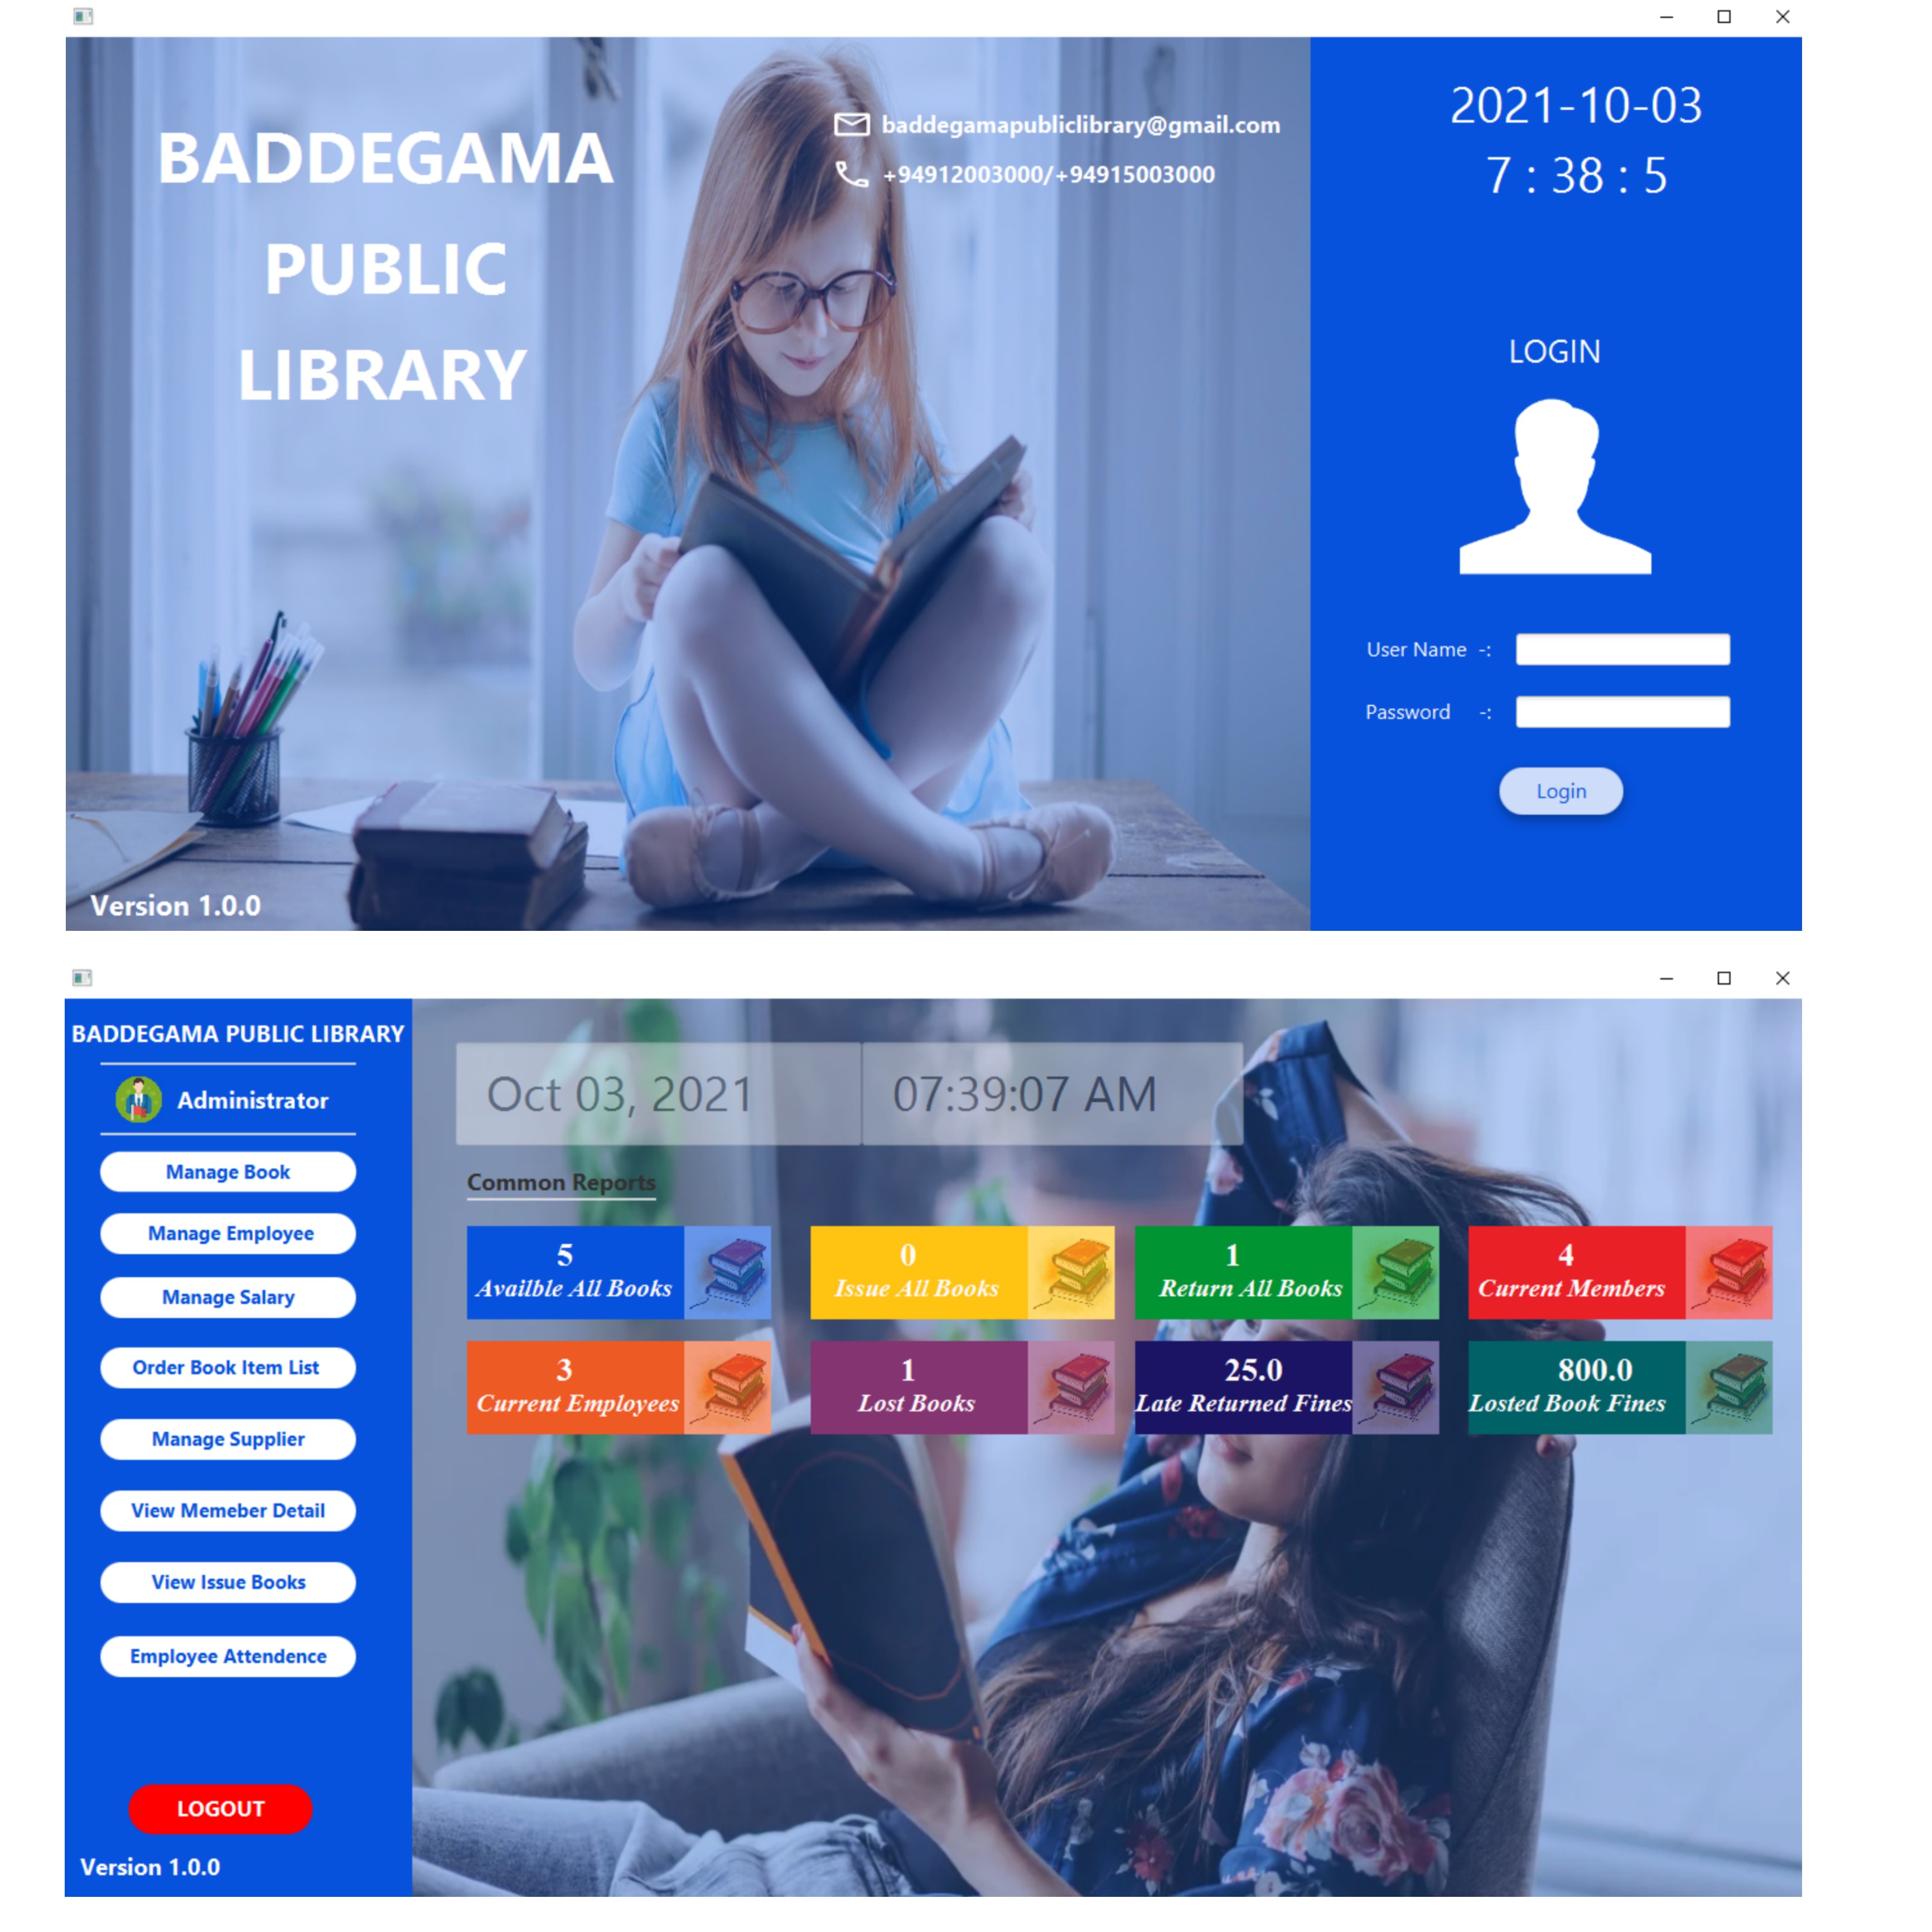 BADDEGAMA
PUBLIC
LIBRARY
baddegamapubliclibrary@gmail.com
+94912003000/+94915003000
Version 1.0.0
2021-10-03
7 : 38 : 5
LOGIN
User Name -:
Password -:
Login
BADDEGAMA PUBLIC LIBRARY
Administrator
Manage Book
Manage Employee
Manage Salary
Order Book Item List
Manage Supplier
View Memeber Detail
View Issue Books
Employee Attendence
LOGOUT
Version 1.0.0
Oct 03, 2021
07:39:07 AM
Common Reports
5
Availble All Books
0
Issue All Books
1
Return All Books
4
Current Members
3
Current Employees
1
Lost Books
25.0
Late Returned Fines
800.0
Losted Book Fines